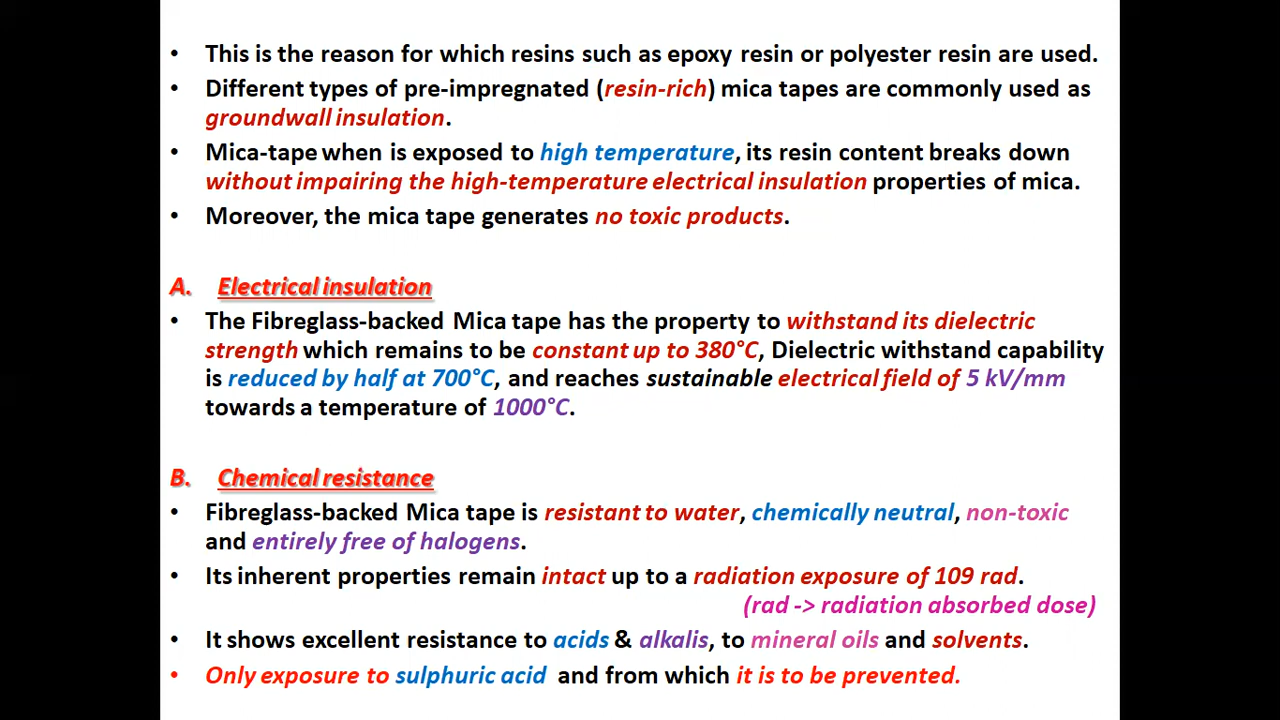 • This is the reason for which resins such as epoxy resin or polyester resin are used.
• Different types of pre-impregnated (resin-rich) mica tapes are commonly used as
groundwall insulation.
• Mica-tape when is exposed to high temperature, its resin content breaks down
without impairing the high-temperature electrical insulation properties of mica.
• Moreover, the mica tape generates no toxic products.
A. Electrical insulation
• The Fibreglass-backed Mica tape has the property to withstand its dielectric
strength which remains to be constant up to 380°C, Dielectric withstand capability
is reduced by half at 700°C, and reaches sustainable electrical field of 5 kV/mm
towards a temperature of 1000°C.
B. Chemical resistance
• Fibreglass-backed Mica tape is resistant to water, chemically neutral, non-toxic
and entirely free of halogens.
• Its inherent properties remain intact up to a radiation exposure of 109 rad.
(rad -> radiation absorbed dose)
• It shows excellent resistance to acids & alkalis, to mineral oils and solvents.
• Only exposure to sulphuric acid and from which it is to be prevented.